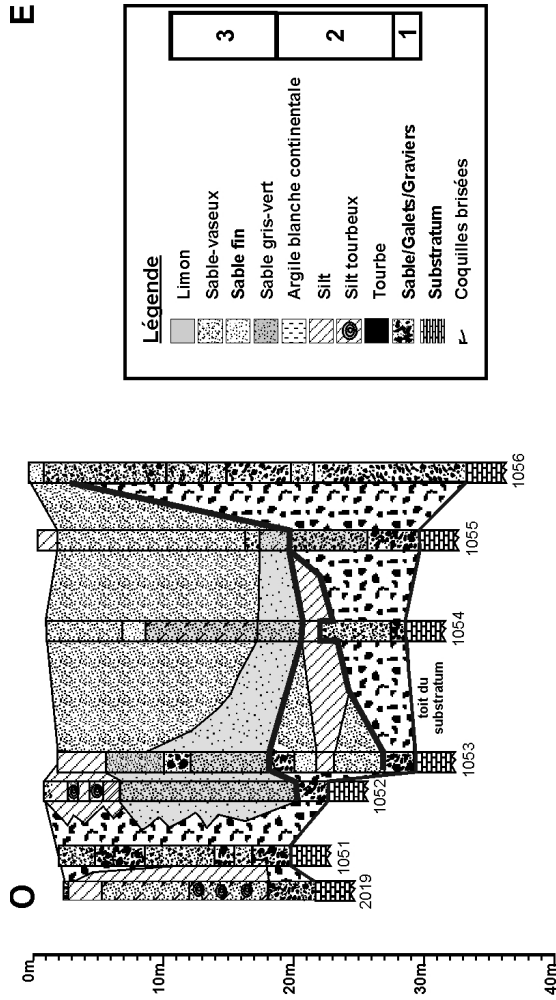 O
E
0m
10m
20m
30m
40m
2019
1051
1052
1053
1054
1055
1056
toit du
substratum
Légende
Limon
Sable-vaseux
Sable fin
Sable gris-vert
Argile blanche continentale
Silt
Silt tourbeux
Tourbe
Sable/Galets/Graviers
Substratum
Coquilles brisées
3
2
1